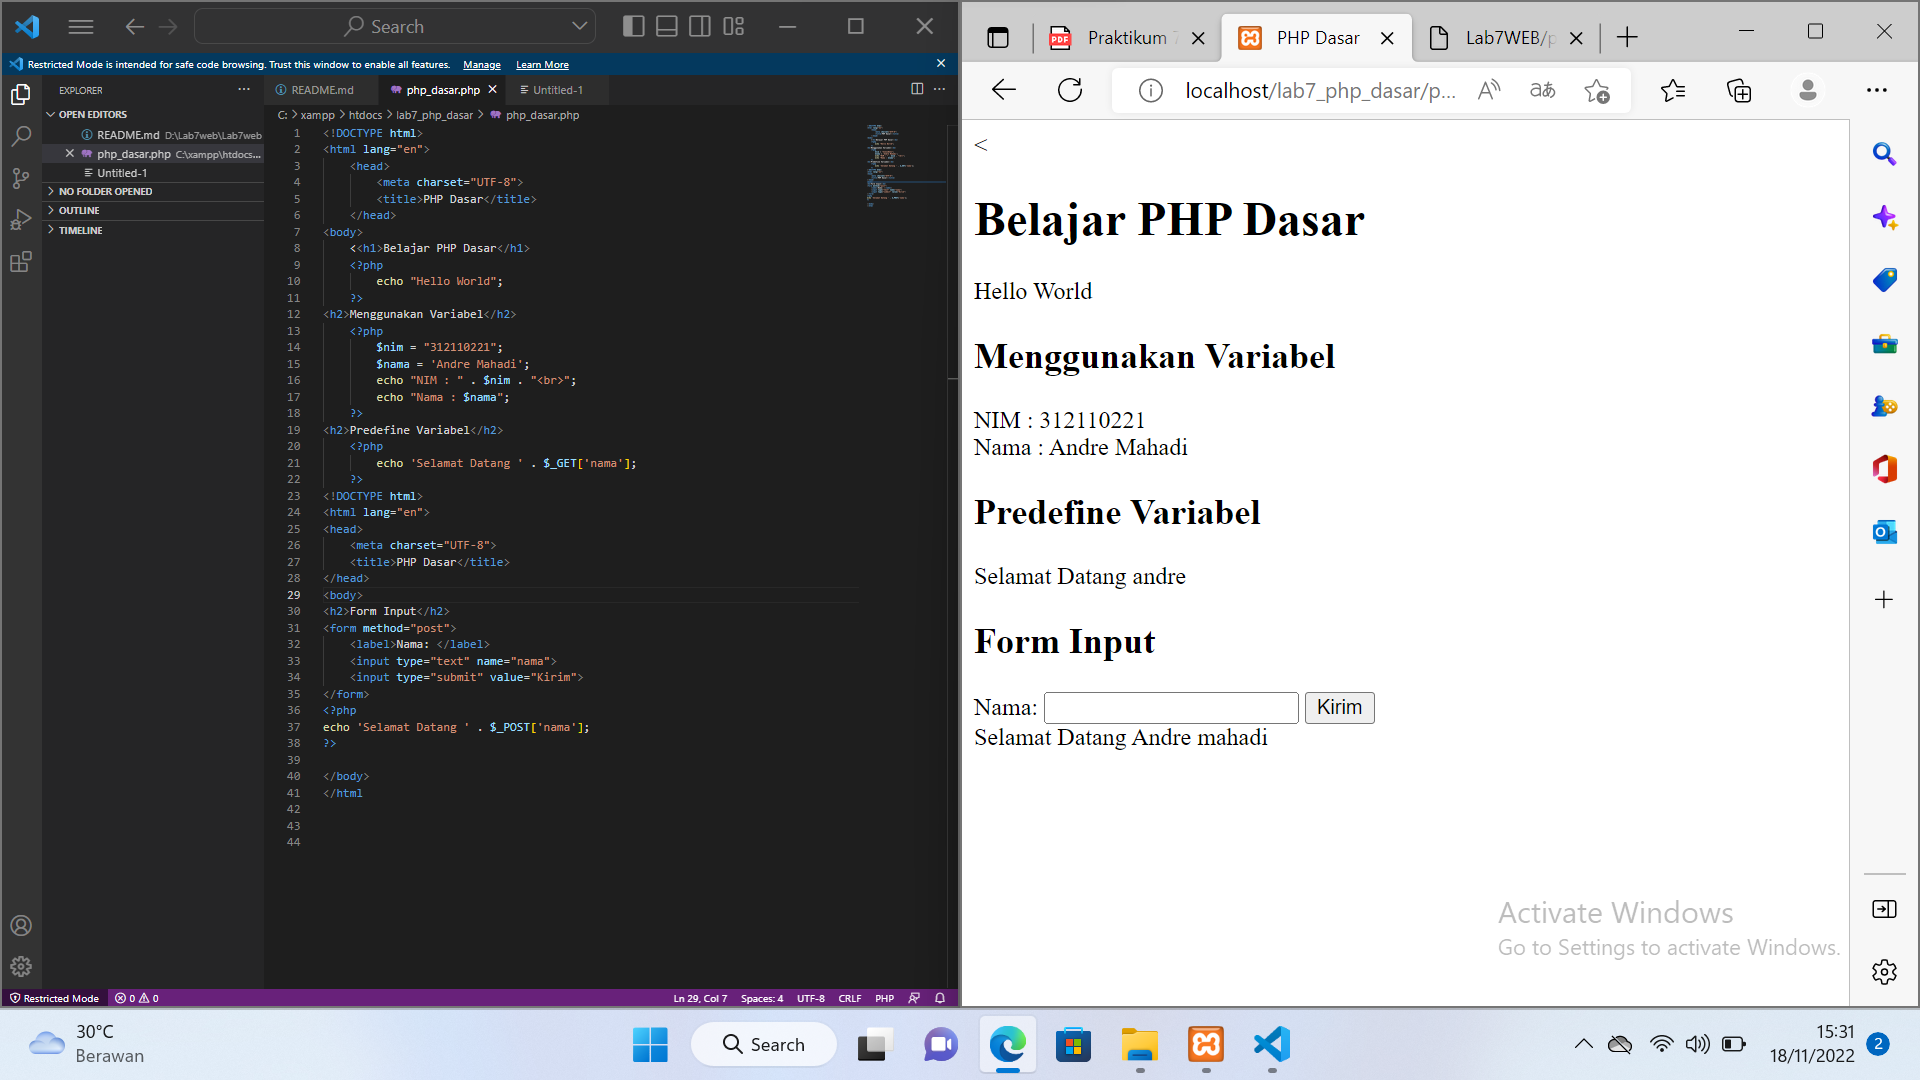 Search
Restricted Mode is intended for safe code browsing. Trust this window to enable all features. Manage Learn More
EXPLORER
OPEN EDITORS
README.md D:\Lab7web\Lab7web
php_dasar.php C:\xampp\htdocs...
Untitled-1
NO FOLDER OPENED
OUTLINE
TIMELINE
README.md
php_dasar.php
Untitled-1
C: > xampp > htdocs > lab7_php_dasar > php_dasar.php
1 <!DOCTYPE html>
2 <html lang="en">
3 <head>
4 <meta charset="UTF-8">
5 <title>PHP Dasar</title>
6 </head>
7 <body>
8 <<h1>Belajar PHP Dasar</h1>
9 <?php
10 echo "Hello World";
11 ?>
12 <h2>Menggunakan Variabel</h2>
13 <?php
14 $nim = "312110221";
15 $nama = 'Andre Mahadi';
16 echo "NIM : " . $nim . "<br>";
17 echo "Nama : $nama";
18 ?>
19 <h2>Predefine Variabel</h2>
20 <?php
21 echo 'Selamat Datang ' . $_GET['nama'];
22 ?>
23 <!DOCTYPE html>
24 <html lang="en">
25 <head>
26 <meta charset="UTF-8">
27 <title>PHP Dasar</title>
28 </head>
29 <body>
30 <h2>Form Input</h2>
31 <form method="post">
32 <label>Nama: </label>
33 <input type="text" name="nama">
34 <input type="submit" value="Kirim">
35 </form>
36 <?php
37 echo 'Selamat Datang ' . $_POST['nama'];
38 ?>
39
40 </body>
41 </html
42
43
44
Restricted Mode
0 0
Ln 29, Col 7 Spaces: 4 UTF-8 CRLF PHP
PDF Praktikum
PHP Dasar
Lab7WEB/p
localhost/lab7_php_dasar/p...
<
Belajar PHP Dasar
Hello World
Menggunakan Variabel
NIM : 312110221
Nama : Andre Mahadi
Predefine Variabel
Selamat Datang andre
Form Input
Nama: Kirim
Selamat Datang Andre mahadi
Activate Windows
Go to Settings to activate Windows.
30°C
Berawan
Search
15:31
18/11/2022
2